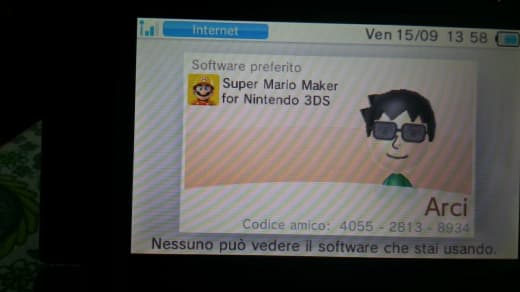 Internet
Ven 15/09 13 58
Software preferito
Super Mario Maker
for Nintendo 3DS
Arci
Codice amico: 4055 - 2813 - 8934
Nessuno può vedere il software che stai usando.